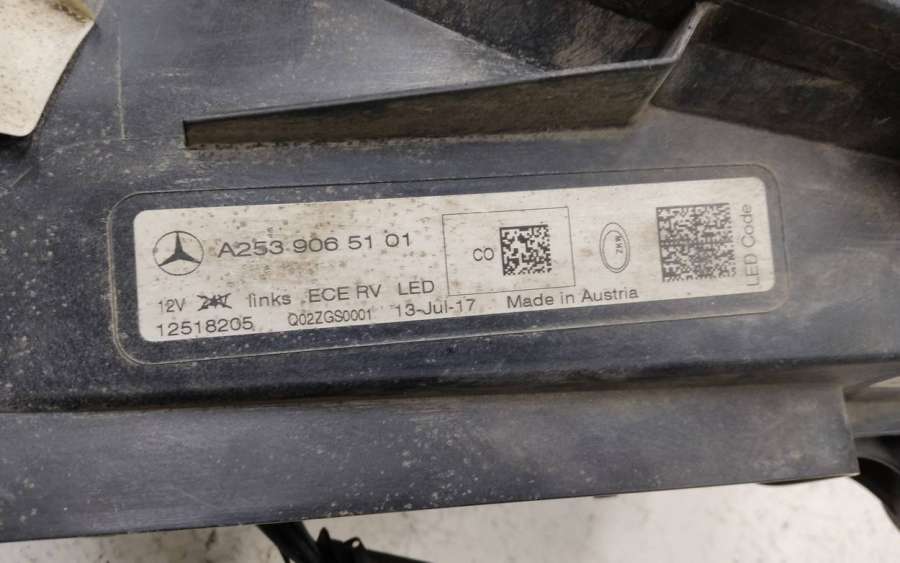 A253 906 51 01
CO
ZKW
12V 24V links ECE RV LED
12518205 Q02ZGS0001 13-Jul-17 Made in Austria
LED Code